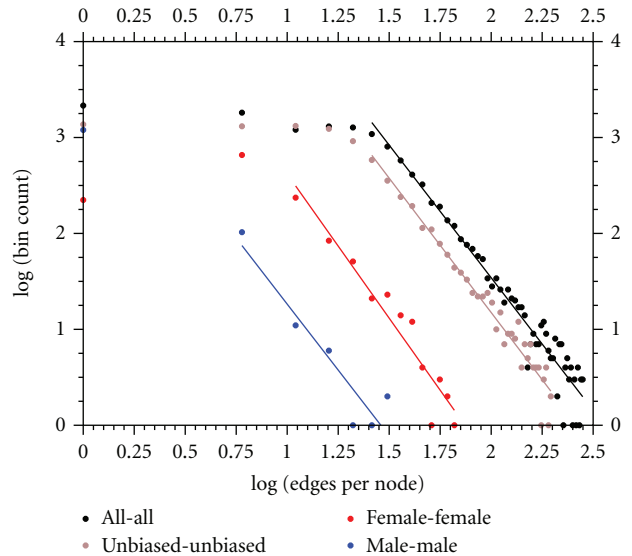 0 0.25 0.5 0.75 1 1.25 1.5 1.75 2 2.25 2.5
4 4
3 3
2 2
1 1
0 0
0 0.25 0.5 0.75 1 1.25 1.5 1.75 2 2.25 2.5
log (bin count)
log (edges per node)
All-all Female-female
Unbiased-unbiased Male-male